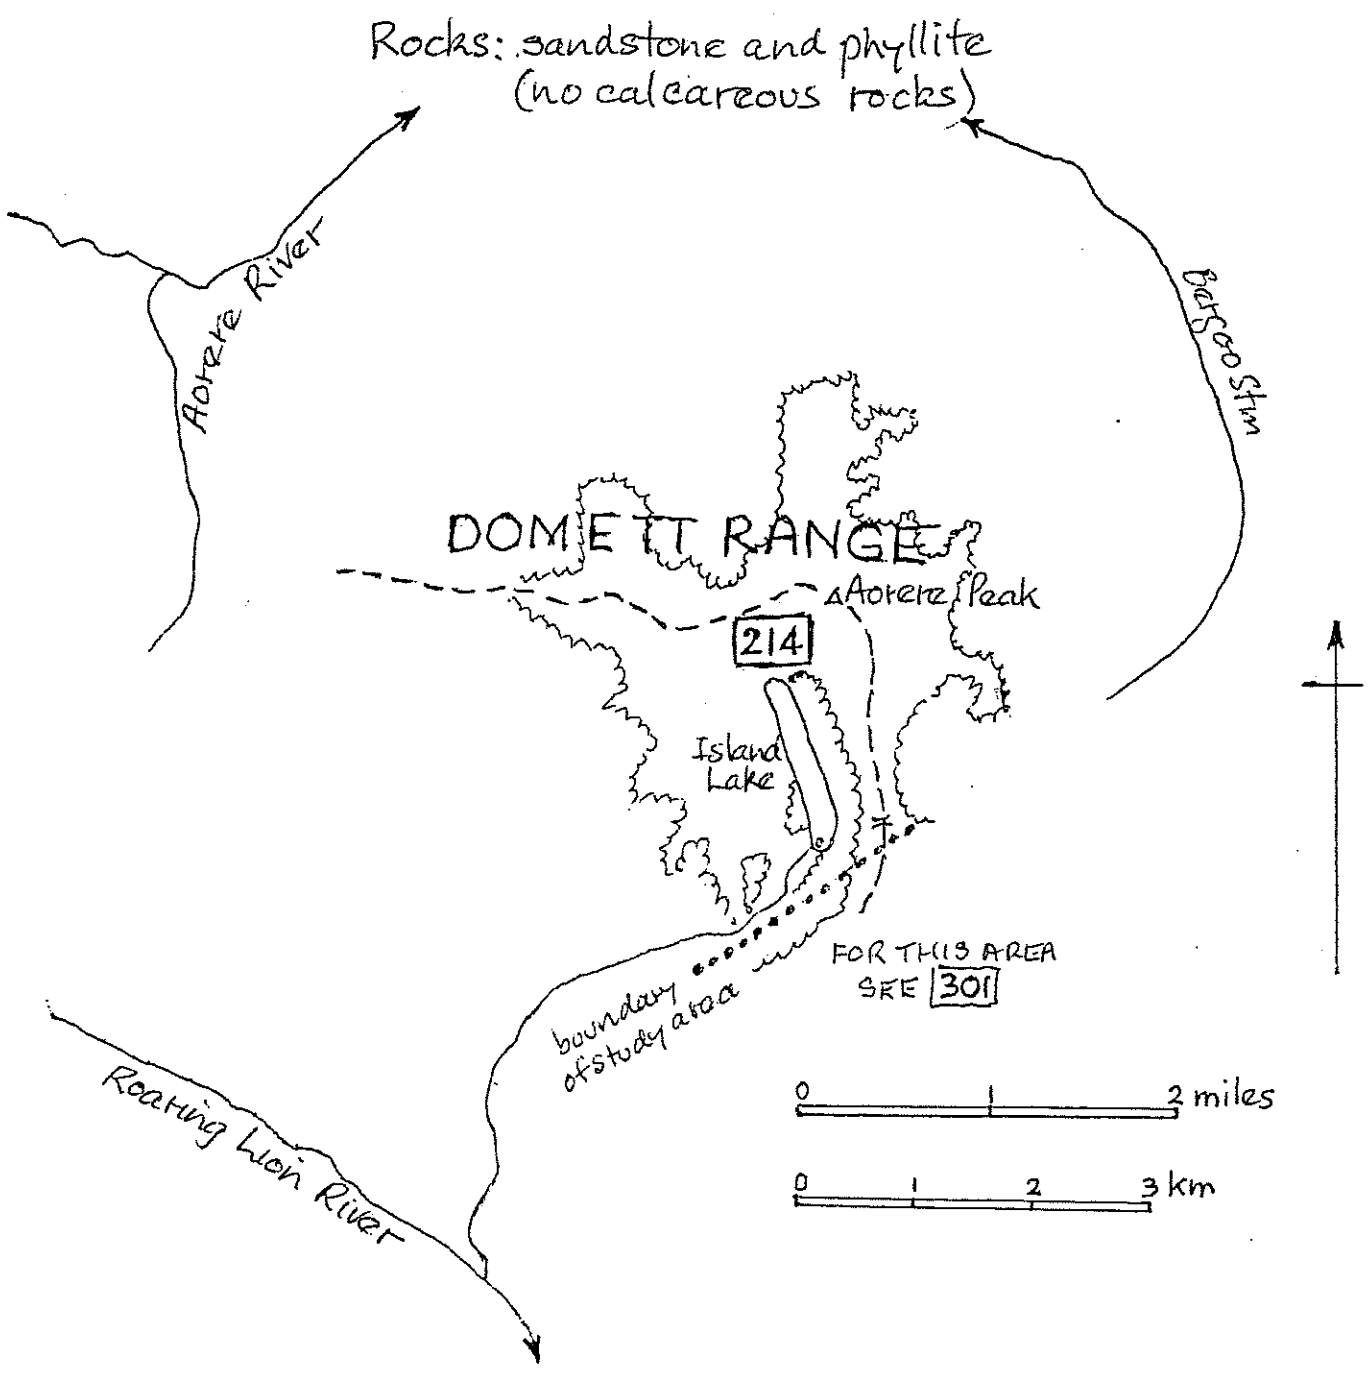 Rocks: sandstone and phyllite
(no calcareous rocks)
Aorere River
Bargoo Stm
DOMETT RANGE
Aorere Peak
214
Island
Lake
FOR THIS AREA
SEE 301
boundary
of study area
Roaring Lion River
0 1 2 miles
0 1 2 3 km